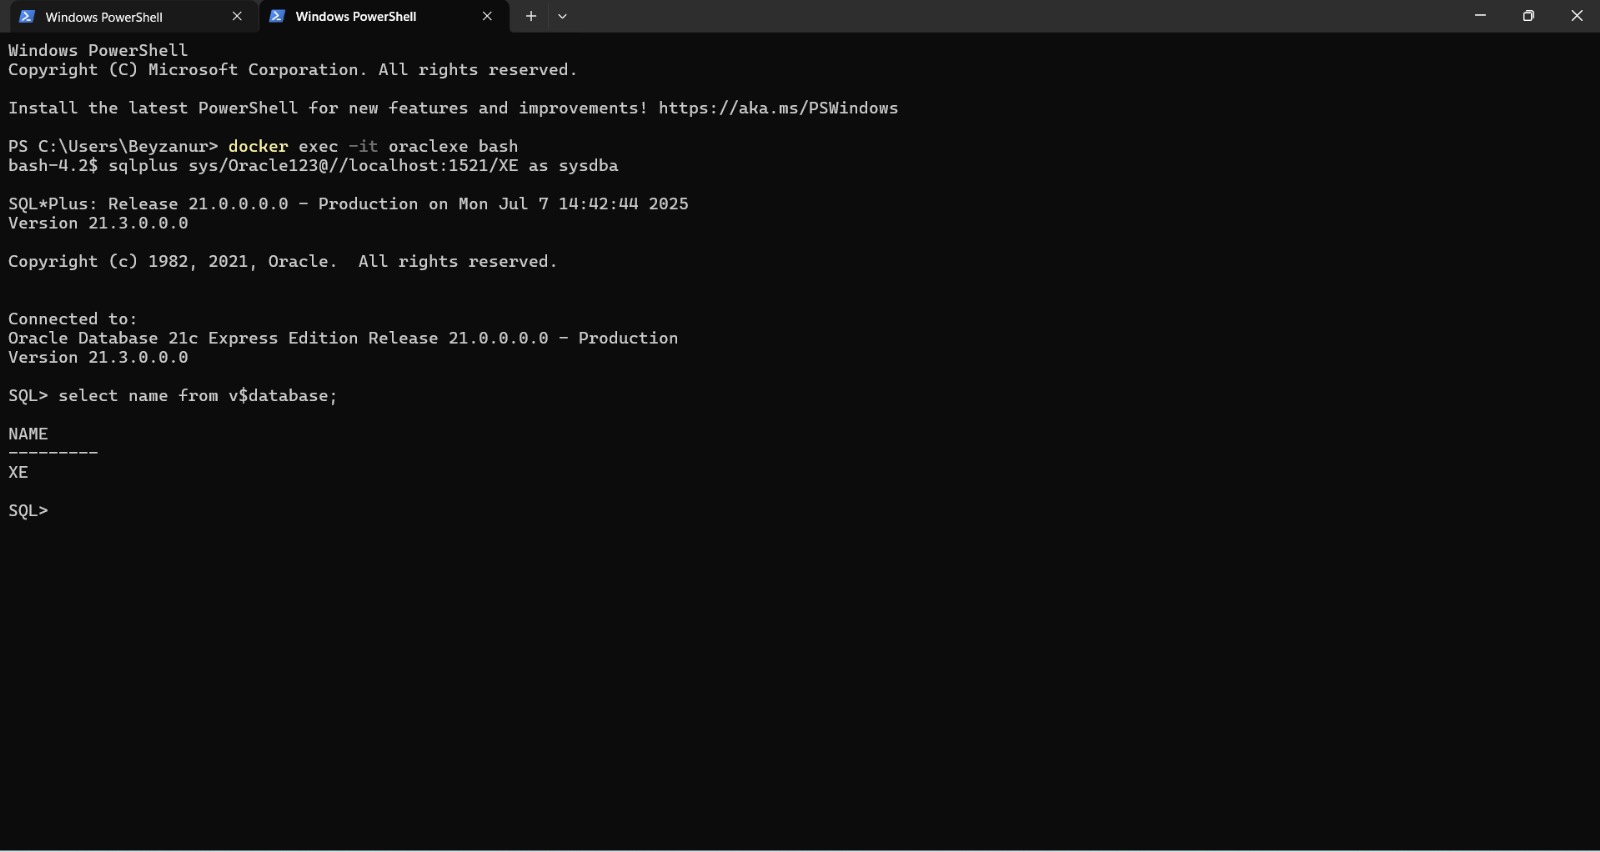 Windows PowerShell
Windows PowerShell
Windows PowerShell
Copyright (C) Microsoft Corporation. All rights reserved.
Install the latest PowerShell for new features and improvements! https://aka.ms/PSWindows
PS C:\Users\Beyzanur> docker exec -it oraclexe bash
bash-4.2$ sqlplus sys/Oracle123@//localhost:1521/XE as sysdba
SQL*Plus: Release 21.0.0.0.0 - Production on Mon Jul 7 14:42:44 2025
Version 21.3.0.0.0
Copyright (c) 1982, 2021, Oracle.  All rights reserved.
Connected to:
Oracle Database 21c Express Edition Release 21.0.0.0.0 - Production
Version 21.3.0.0.0
SQL> select name from v$database;
NAME
---------
XE
SQL>